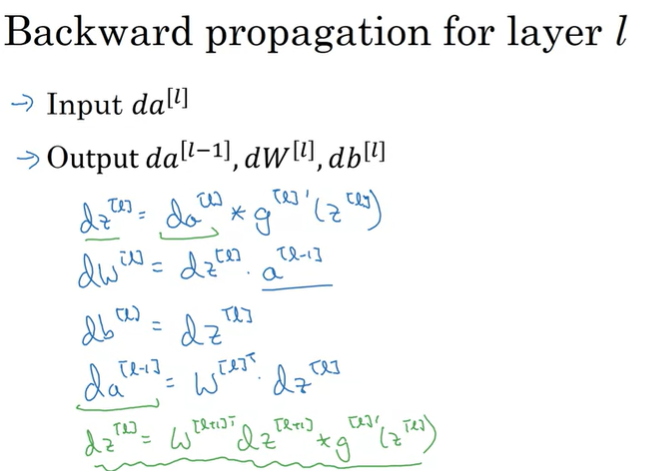 Backward propagation for layer l
→ Input da^[l]
→ Output da^[l-1], dW^[l], db^[l]
dz^[l] = da^[l] * g^[l]'(z^[l])
dW^[l] = dz^[l] · a^[l-1]
db^[l] = dz^[l]
da^[l-1] = W^[l]T · dz^[l]
dz^[l] = W^[l+1]T dz^[l+1] * g^[l]'(z^[l])